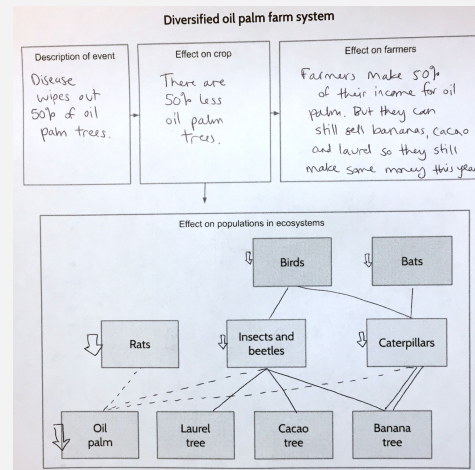 Diversified oil palm farm system
Description of event
Disease
wipes out
50% of oil
palm trees.
Effect on crop
There are
50% less
oil palm
trees.
Effect on farmers
Farmers make 50%
of their income for oil
palm. But they can
still sell bananas, cacao
and laurel so they still
make some money this year
Effect on populations in ecosystems
Birds
Bats
Rats
Insects and
beetles
Caterpillars
Oil
palm
Laurel
tree
Cacao
tree
Banana
tree